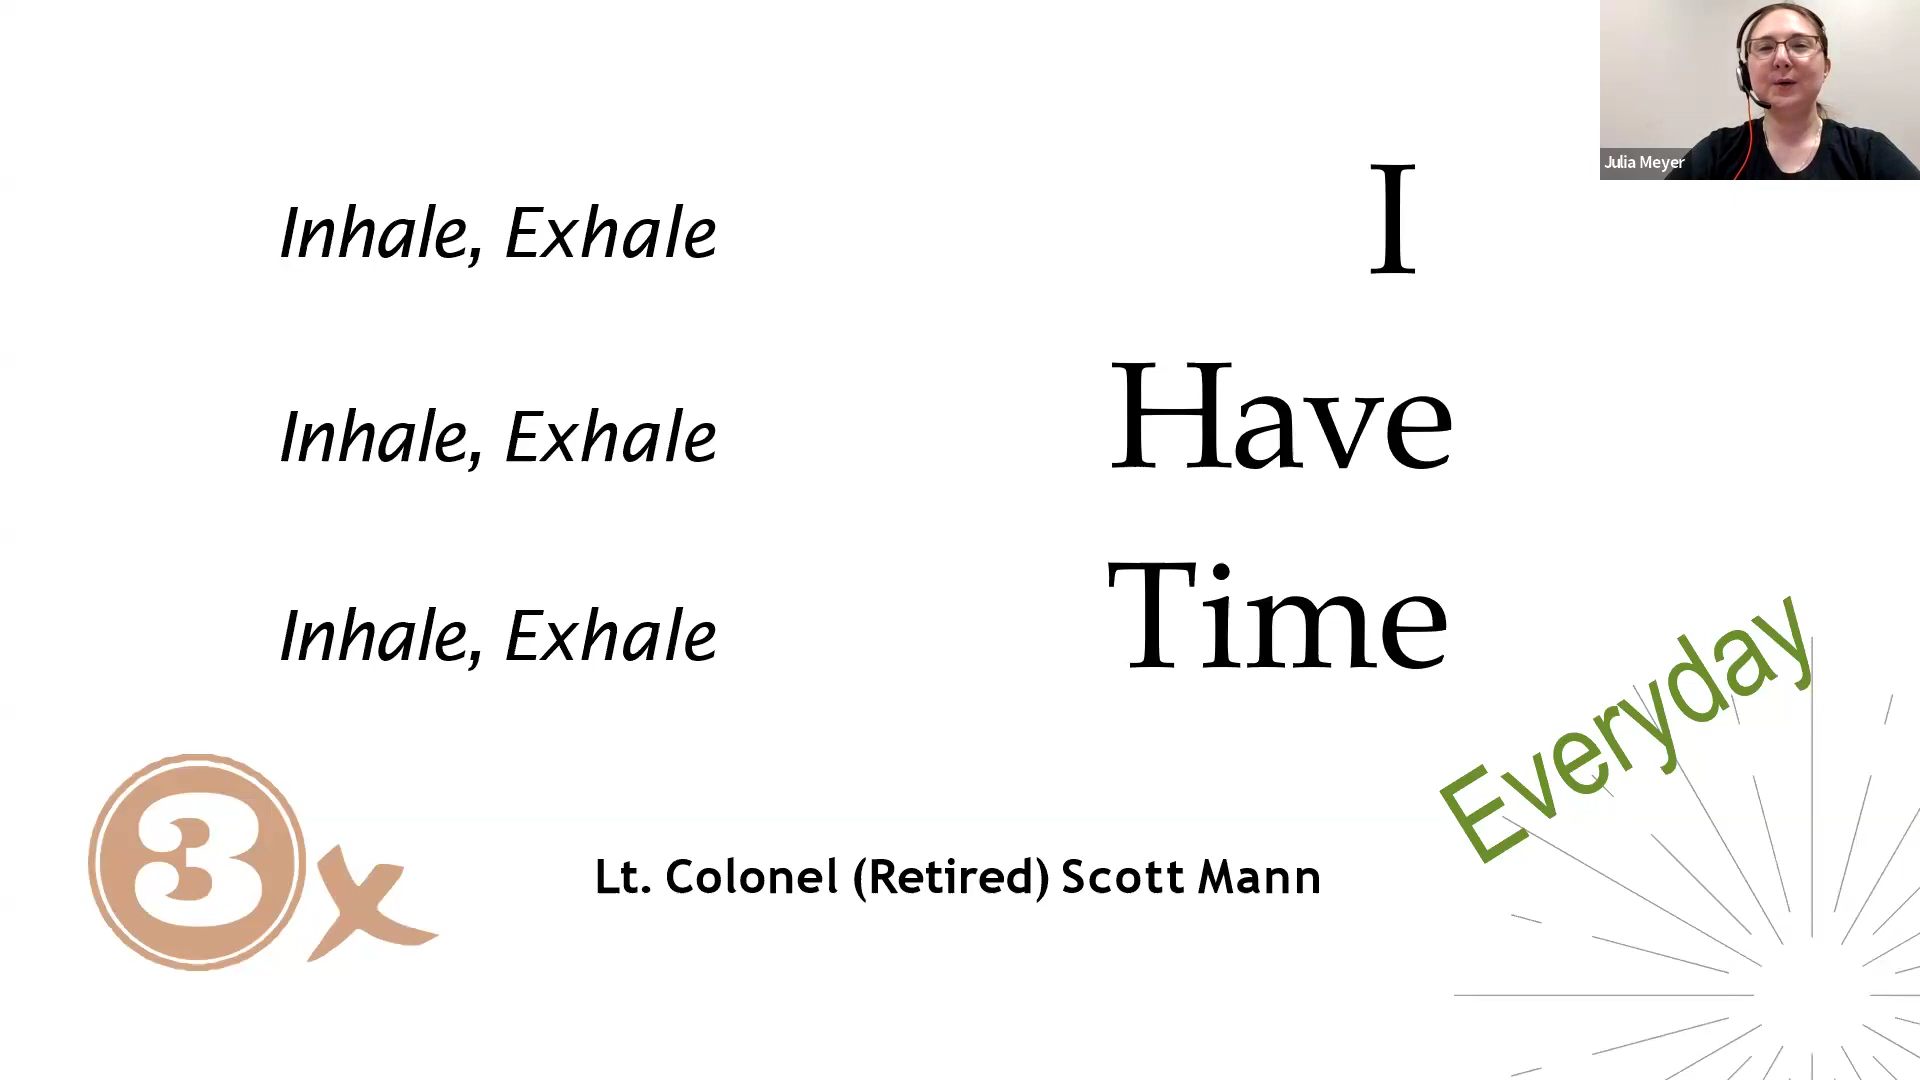 Julia Meyer
Inhale, Exhale
I
Inhale, Exhale
Have
Inhale, Exhale
Time
Everyday
3x
Lt. Colonel (Retired) Scott Mann